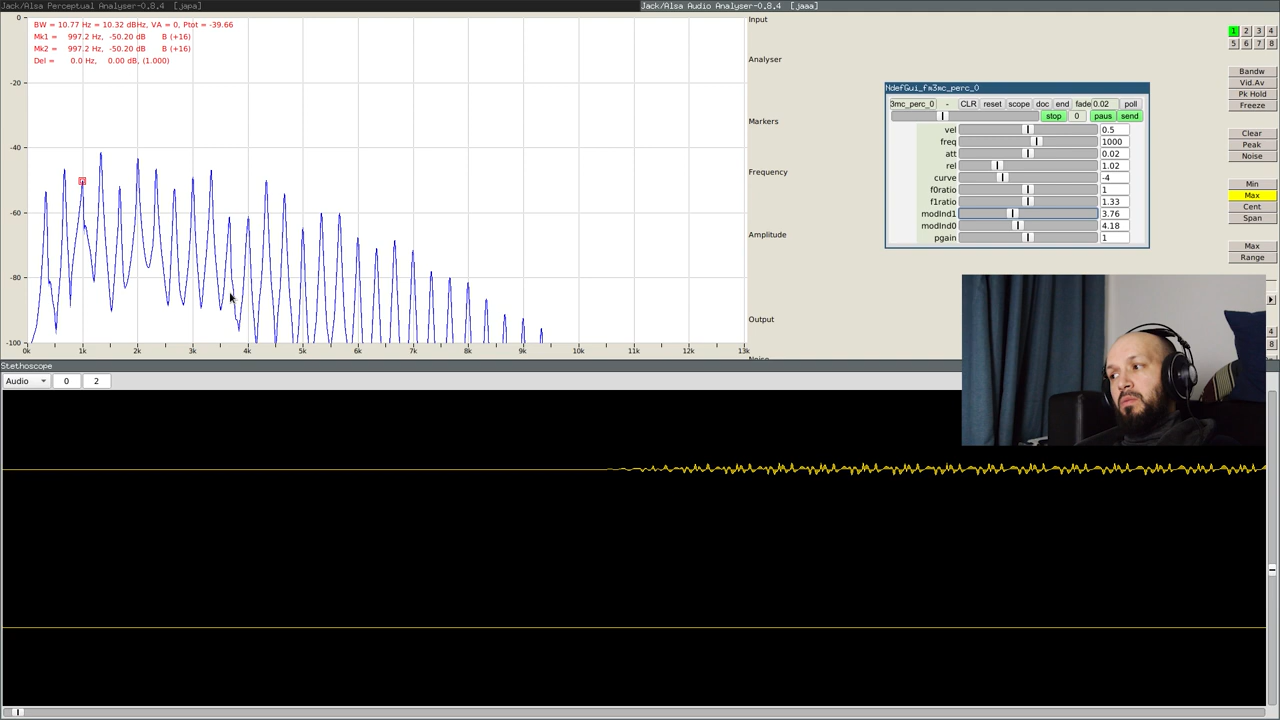 Jack/Alsa Perceptual Analyser-0.8.4 [japa]
Jack/Alsa Audio Analyser-0.8.4 [jaaa]
BW = 10.77 Hz = 10.32 dBHz, VA = 0, Ptot = -39.66
Mk1 = 997.2 Hz, -50.20 dB B (+16)
Mk2 = 997.2 Hz, -50.20 dB B (+16)
Del = 0.0 Hz, 0.00 dB, (1.000)
0
-20
-40
-60
-80
-100
0k 1k 2k 3k 4k 5k 6k 7k 8k 9k 10k 11k 12k 13k
Input
Analyser
Markers
Frequency
Amplitude
Output
NdefGui_fm3mc_perc_0
3mc_perc_0 - CLR reset scope doc end fade 0.02 poll
stop 0 paus send
vel 0.5
freq 1000
att 0.02
rel 1.02
curve -4
f0ratio 1
f1ratio 1.33
modInd1 3.76
modInd0 4.18
pgain 1
1 2 3 4
5 6 7 8
Bandw
Vid.Av
Pk Hold
Freeze
Clear
Peak
Noise
Min
Max
Cent
Span
Max
Range
4
8
Stethoscope
Audio 0 2